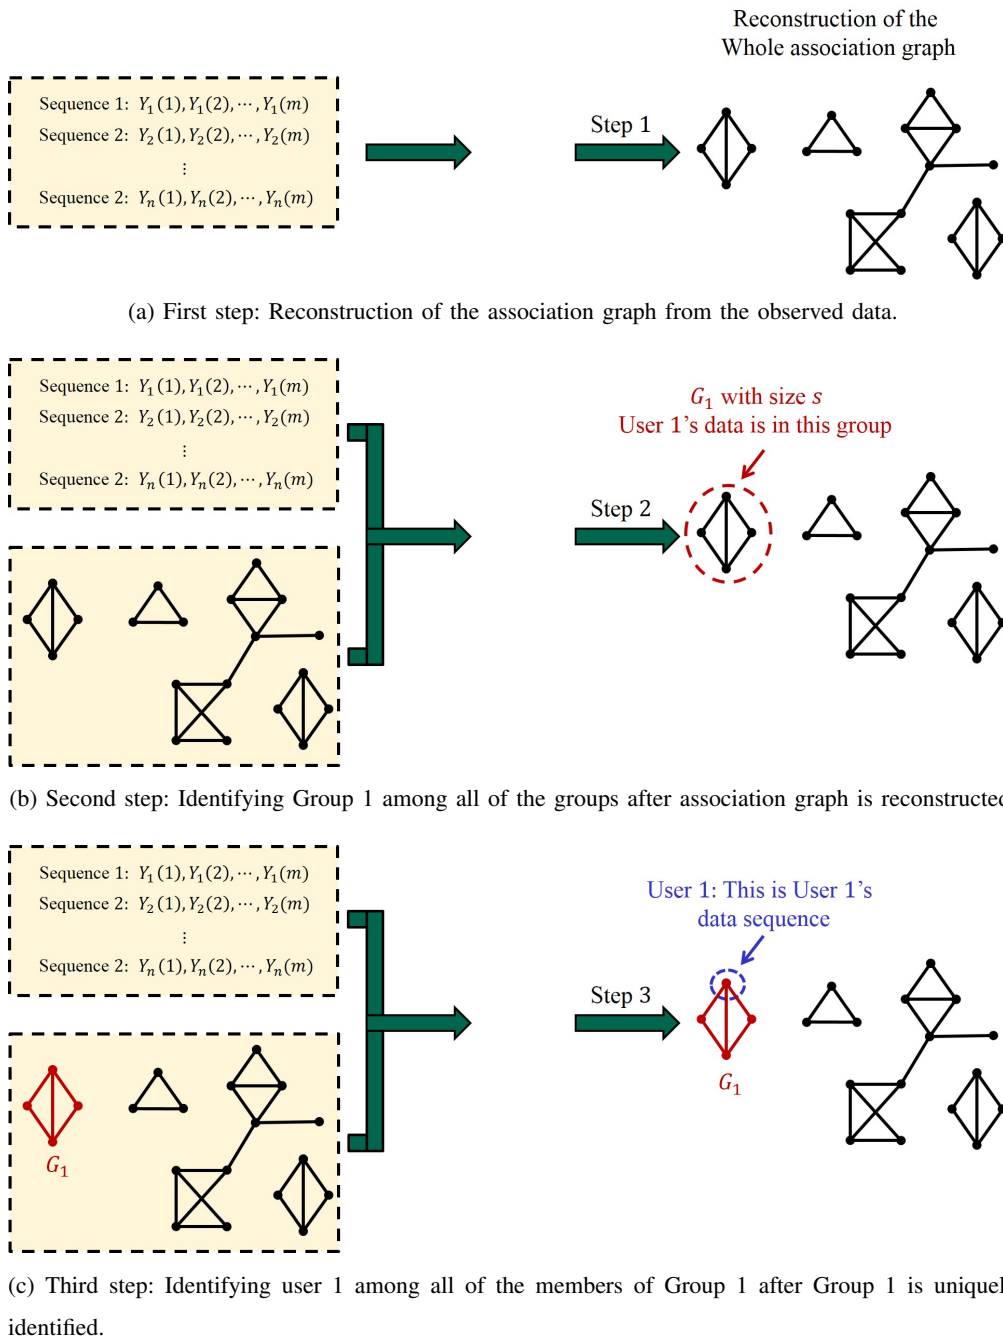 Reconstruction of the
Whole association graph
Sequence 1: Y₁(1), Y₁(2), ⋯, Y₁(m)
Sequence 2: Y₂(1), Y₂(2), ⋯, Y₂(m)
⋮
Sequence 2: Yₙ(1), Yₙ(2), ⋯, Yₙ(m)
Step 1
(a) First step: Reconstruction of the association graph from the observed data.
Sequence 1: Y₁(1), Y₁(2), ⋯, Y₁(m)
Sequence 2: Y₂(1), Y₂(2), ⋯, Y₂(m)
⋮
Sequence 2: Yₙ(1), Yₙ(2), ⋯, Yₙ(m)
G₁ with size s
User 1's data is in this group
Step 2
(b) Second step: Identifying Group 1 among all of the groups after association graph is reconstructed
Sequence 1: Y₁(1), Y₁(2), ⋯, Y₁(m)
Sequence 2: Y₂(1), Y₂(2), ⋯, Y₂(m)
⋮
Sequence 2: Yₙ(1), Yₙ(2), ⋯, Yₙ(m)
User 1: This is User 1's
data sequence
Step 3
G₁
G₁
(c) Third step: Identifying user 1 among all of the members of Group 1 after Group 1 is uniquel
identified.